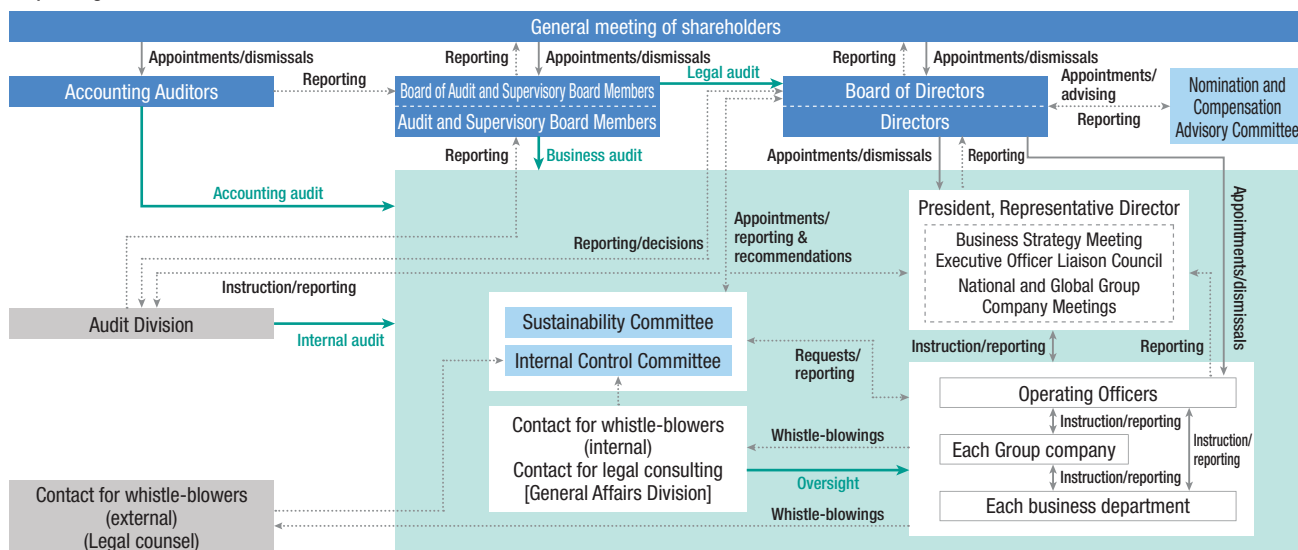 General meeting of shareholders
Appointments/dismissals
Reporting
Appointments/dismissals
Reporting
Appointments/dismissals
Accounting Auditors
Reporting
Board of Audit and Supervisory Board Members
Audit and Supervisory Board Members
Legal audit
Board of Directors
Directors
Appointments/
advising
Reporting
Nomination and
Compensation
Advisory Committee
Reporting
Business audit
Appointments/dismissals
Reporting
Appointments/dismissals
Accounting audit
President, Representative Director
Business Strategy Meeting
Executive Officer Liaison Council
National and Global Group
Company Meetings
Reporting/decisions
Appointments/
reporting &
recommendations
Instruction/reporting
Audit Division
Internal audit
Sustainability Committee
Internal Control Committee
Requests/
reporting
Instruction/reporting
Reporting
Operating Officers
Instruction/reporting
Each Group company
Instruction/reporting
Instruction/
reporting
Each business department
Contact for whistle-blowers
(internal)
Contact for legal consulting
[General Affairs Division]
Whistle-blowings
Oversight
Whistle-blowings
Contact for whistle-blowers
(external)
(Legal counsel)